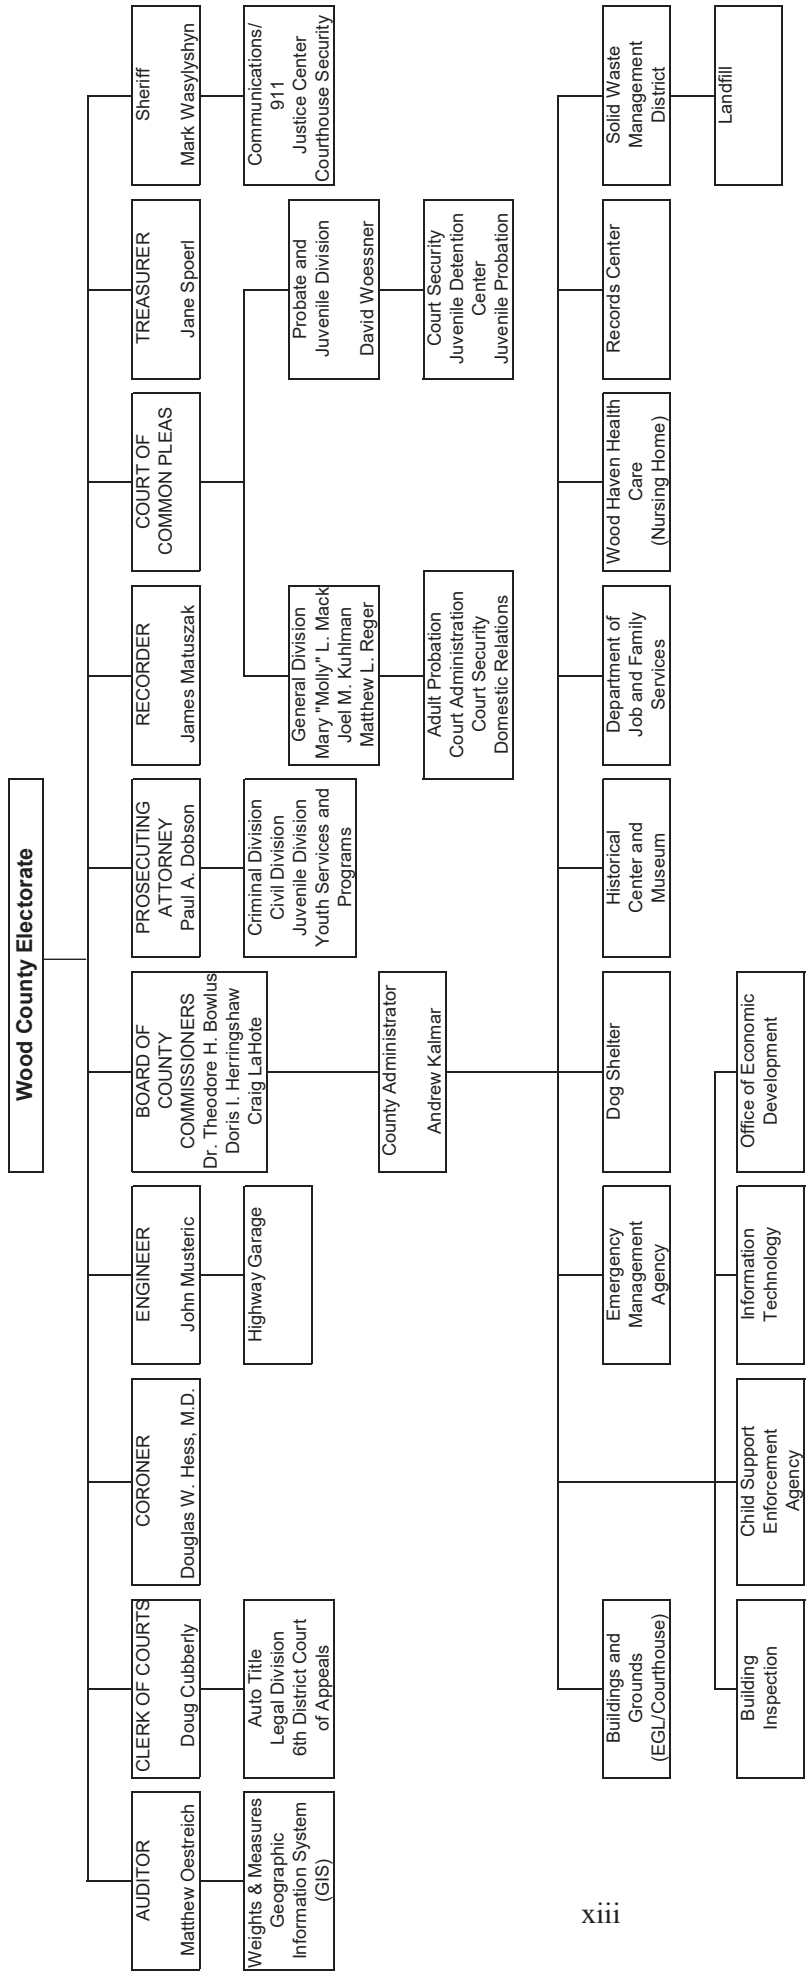 Wood County Electorate
AUDITOR
Matthew Oestreich
Weights & Measures
Geographic
Information System
(GIS)
CLERK OF COURTS
Doug Cubberly
Auto Title
Legal Division
6th District Court
of Appeals
CORONER
Douglas W. Hess, M.D.
ENGINEER
John Musteric
Highway Garage
BOARD OF
COUNTY
COMMISSIONERS
Dr. Theodore H. Bowlus
Doris I. Herringshaw
Craig LaHote
County Administrator
Andrew Kalmar
PROSECUTING
ATTORNEY
Paul A. Dobson
Criminal Division
Civil Division
Juvenile Division
Youth Services and
Programs
RECORDER
James Matuszak
COURT OF
COMMON PLEAS
General Division
Mary "Molly" L. Mack
Joel M. Kuhlman
Matthew L. Reger
Adult Probation
Court Administration
Court Security
Domestic Relations
Probate and
Juvenile Division
David Woessner
Court Security
Juvenile Detention
Center
Juvenile Probation
TREASURER
Jane Spoerl
Sheriff
Mark Wasylyshyn
Communications/
911
Justice Center
Courthouse Security
Buildings and
Grounds
(EGL/Courthouse)
Emergency
Management
Agency
Dog Shelter
Historical
Center and
Museum
Department of
Job and Family
Services
Wood Haven Health
Care
(Nursing Home)
Records Center
Solid Waste
Management
District
Landfill
Building
Inspection
Child Support
Enforcement
Agency
Information
Technology
Office of Economic
Development
xiii